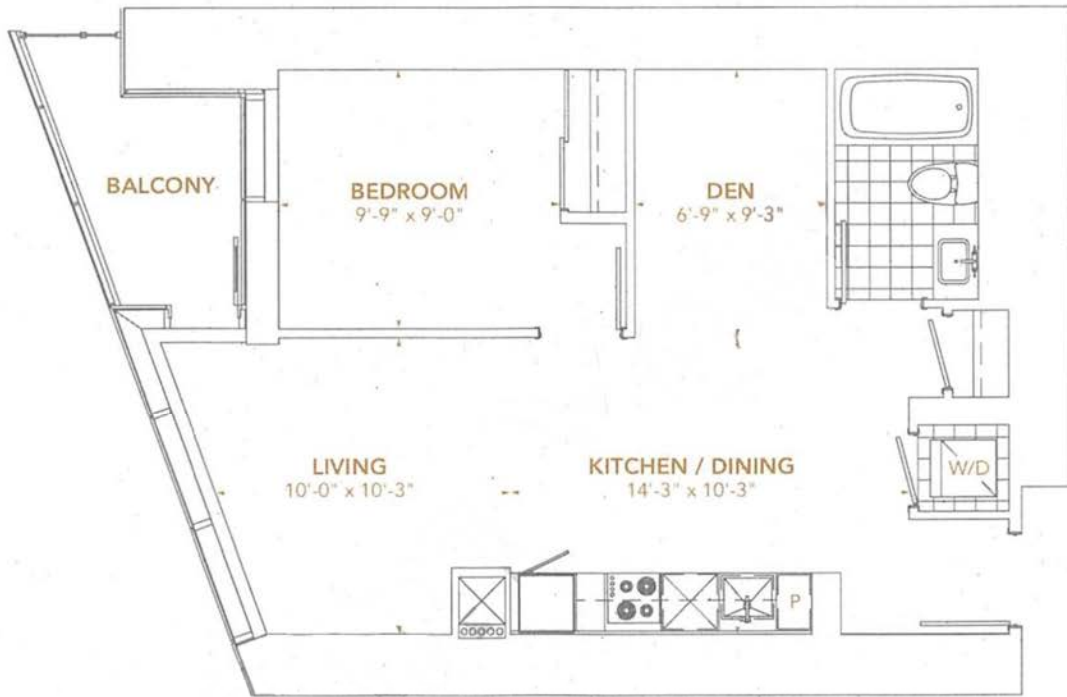 BALCONY
BEDROOM
9'-9" x 9'-0"
DEN
6'-9" x 9'-3"
LIVING
10'-0" x 10'-3"
KITCHEN / DINING
14'-3" x 10'-3"
W/D
P